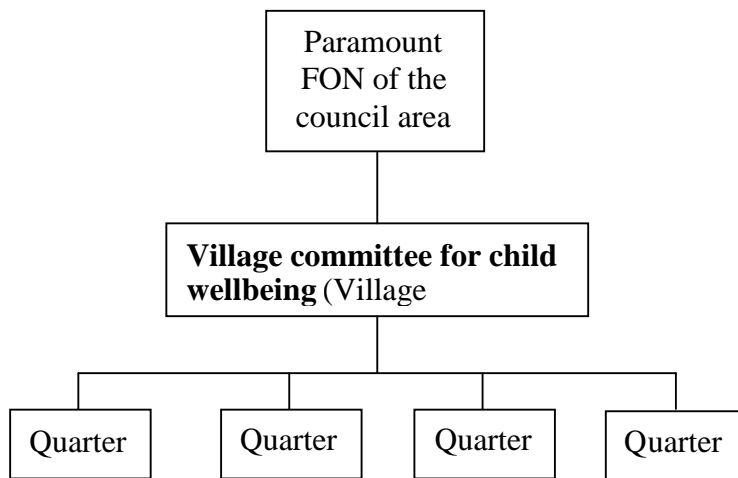 Paramount
FON of the
council area
Village committee for child
wellbeing (Village
Quarter
Quarter
Quarter
Quarter